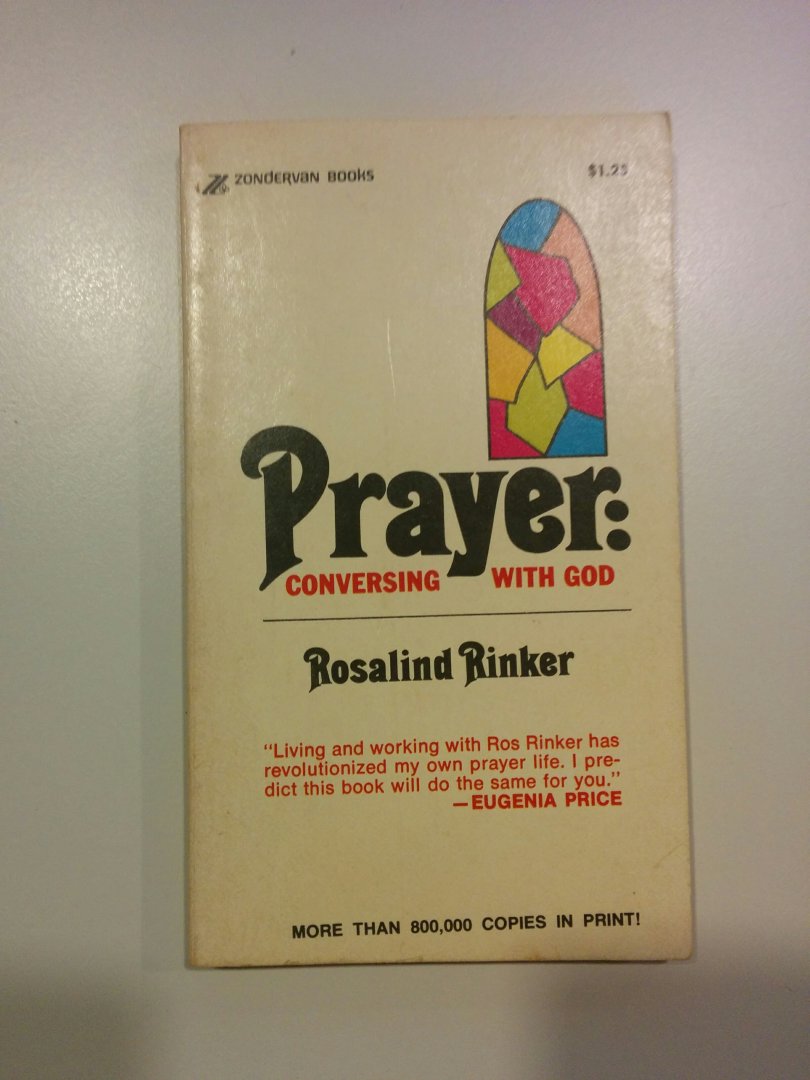 ZONDERVAN BOOKS
$1.25
Prayer:
CONVERSING WITH GOD
Rosalind Rinker
"Living and working with Ros Rinker has
revolutionized my own prayer life. I pre-
dict this book will do the same for you."
—EUGENIA PRICE
MORE THAN 800,000 COPIES IN PRINT!